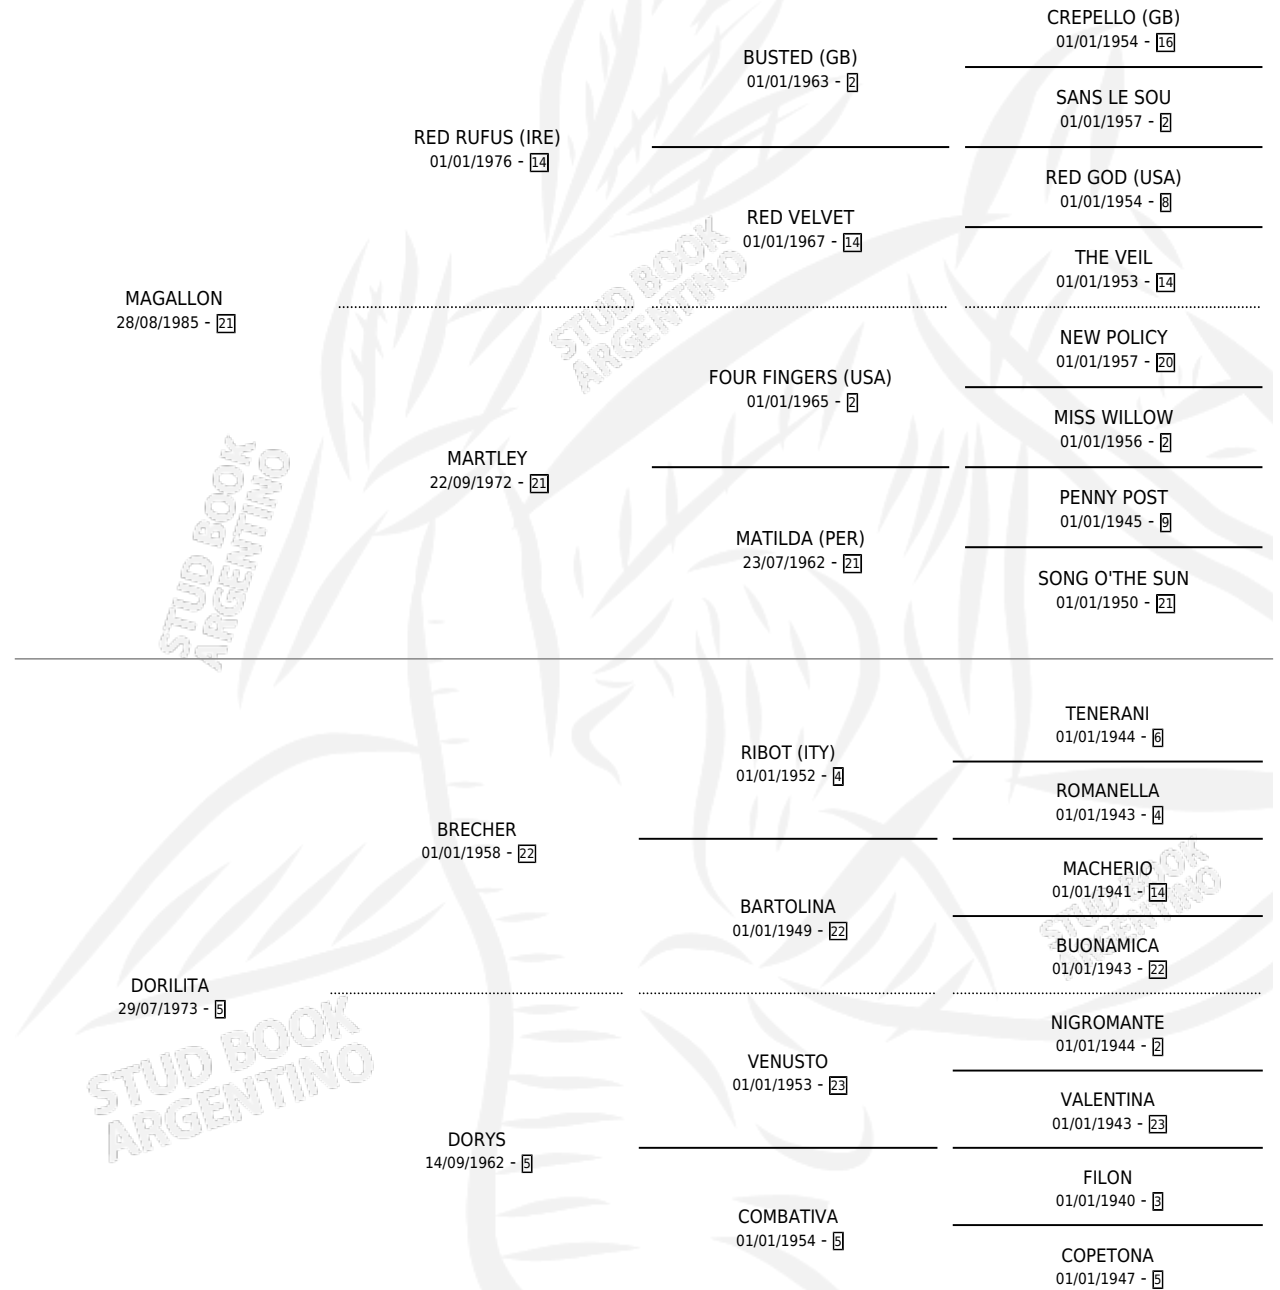 CREPELLO (GB)
01/01/1954 - 16
BUSTED (GB)
01/01/1963 - 2
SANS LE SOU
01/01/1957 - 2
RED RUFUS (IRE)
01/01/1976 - 14
RED GOD (USA)
01/01/1954 - 8
RED VELVET
01/01/1967 - 14
THE VEIL
01/01/1953 - 14
MAGALLON
28/08/1985 - 21
NEW POLICY
01/01/1957 - 20
FOUR FINGERS (USA)
01/01/1965 - 2
MISS WILLOW
01/01/1956 - 2
MARTLEY
22/09/1972 - 21
PENNY POST
01/01/1945 - 9
MATILDA (PER)
23/07/1962 - 21
SONG O'THE SUN
01/01/1950 - 21
TENERANI
01/01/1944 - 6
RIBOT (ITY)
01/01/1952 - 4
ROMANELLA
01/01/1943 - 4
BRECHER
01/01/1958 - 22
MACHERIO
01/01/1941 - 14
BARTOLINA
01/01/1949 - 22
BUONAMICA
01/01/1943 - 22
DORILITA
29/07/1973 - 5
NIGROMANTE
01/01/1944 - 2
VENUSTO
01/01/1953 - 23
VALENTINA
01/01/1943 - 23
DORYS
14/09/1962 - 5
FILON
01/01/1940 - 3
COMBATIVA
01/01/1954 - 5
COPETONA
01/01/1947 - 5
STUD BOOK
ARGENTINO
STUD BOOK
ARGENTINO
STUD BOOK
ARGENTINO
STUD BOOK
ARGENTINO